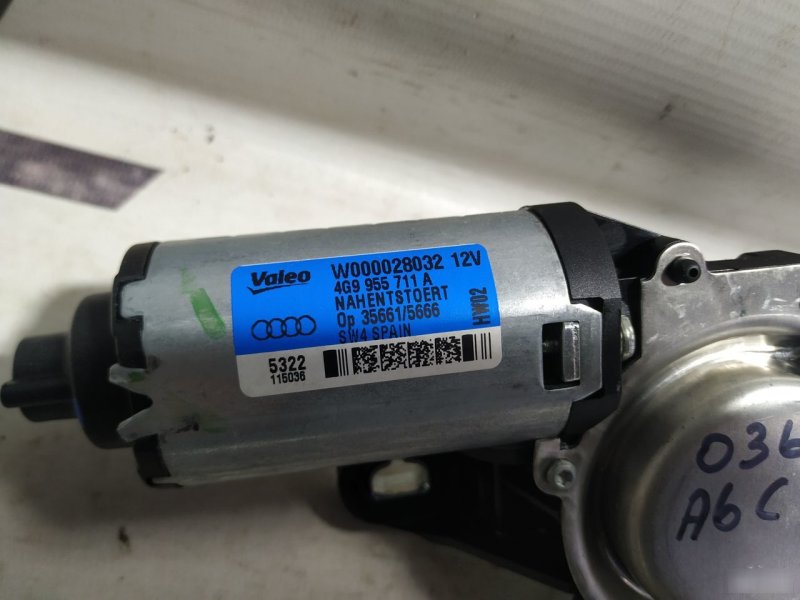 Valeo W000028032 12V
4G9 955 711 A
NAHENTSTOERT
Op 35661/5666
SW4 SPAIN
HW02
5322
115036
036
A6C